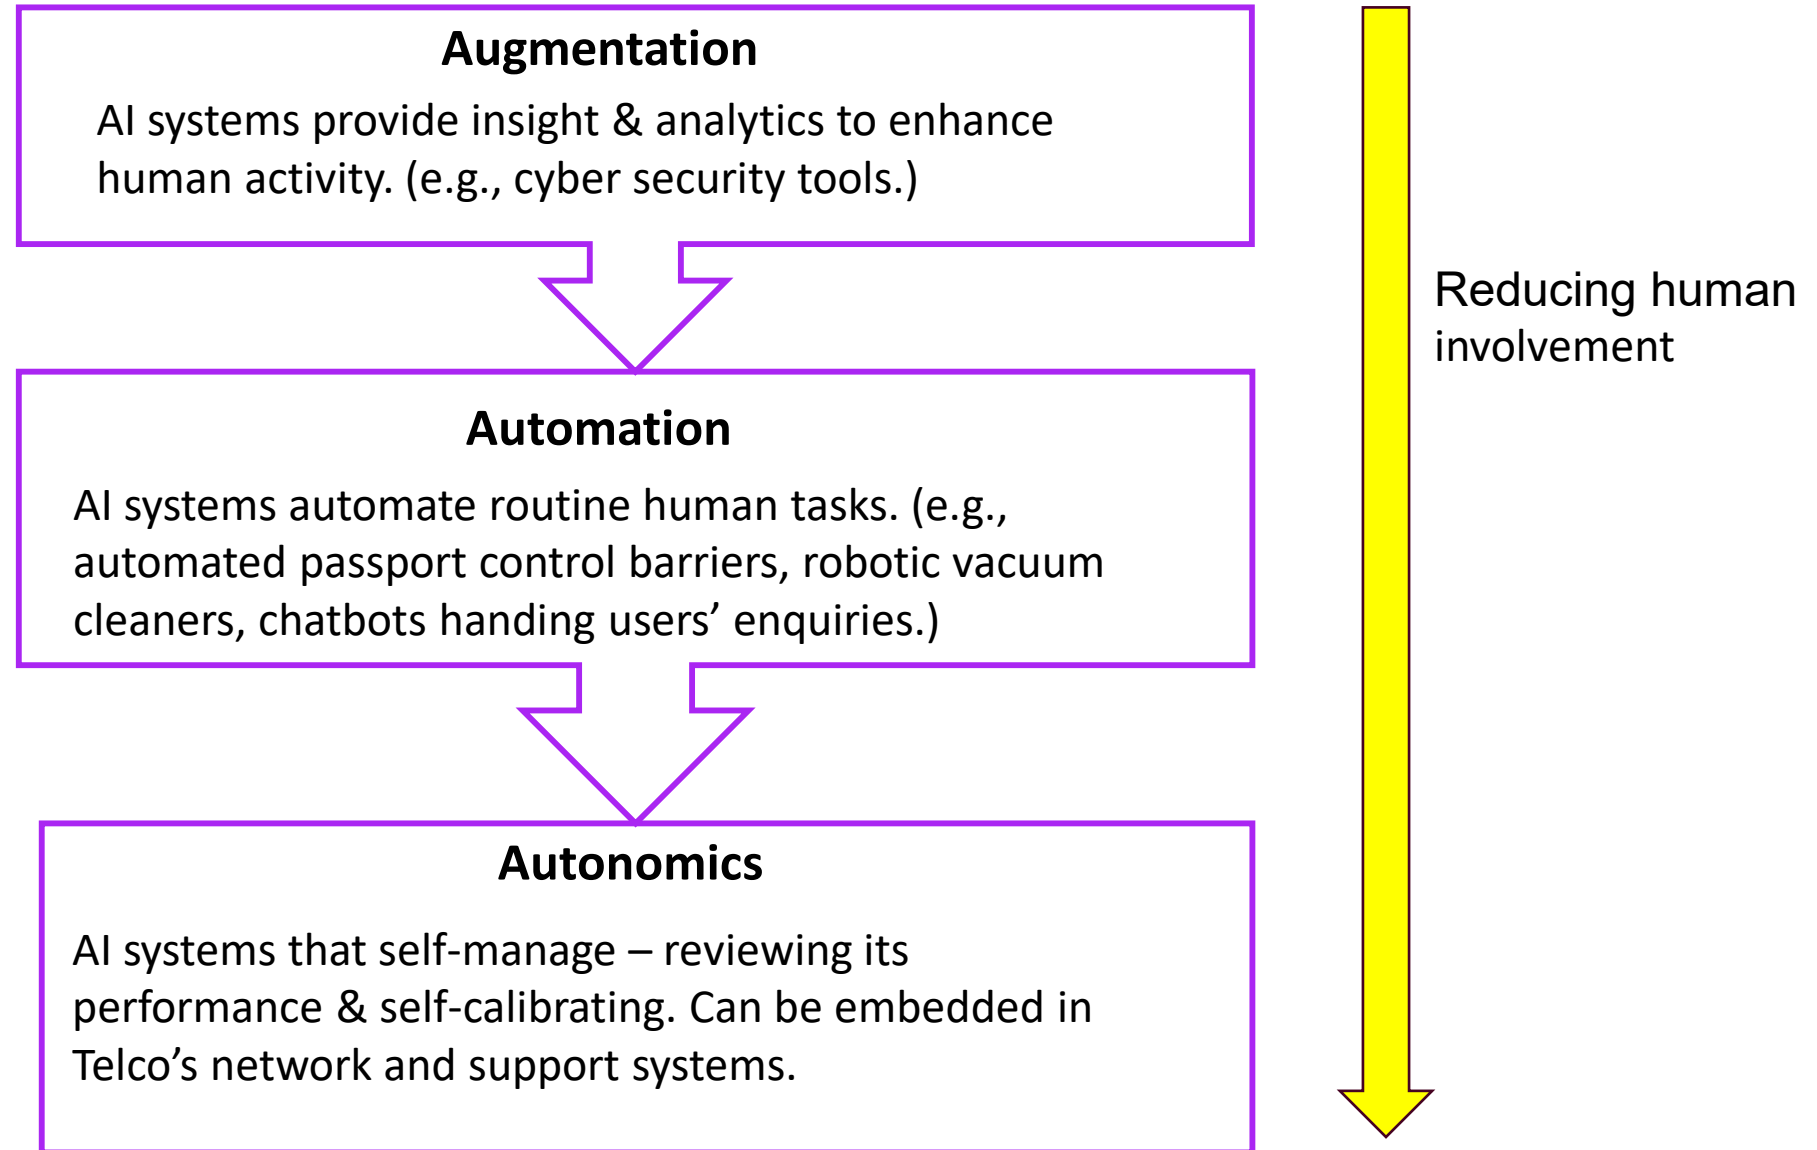 Augmentation
AI systems provide insight & analytics to enhance
human activity. (e.g., cyber security tools.)
Reducing human
involvement
Automation
AI systems automate routine human tasks. (e.g.,
automated passport control barriers, robotic vacuum
cleaners, chatbots handing users’ enquiries.)
Autonomics
AI systems that self-manage – reviewing its
performance & self-calibrating. Can be embedded in
Telco’s network and support systems.